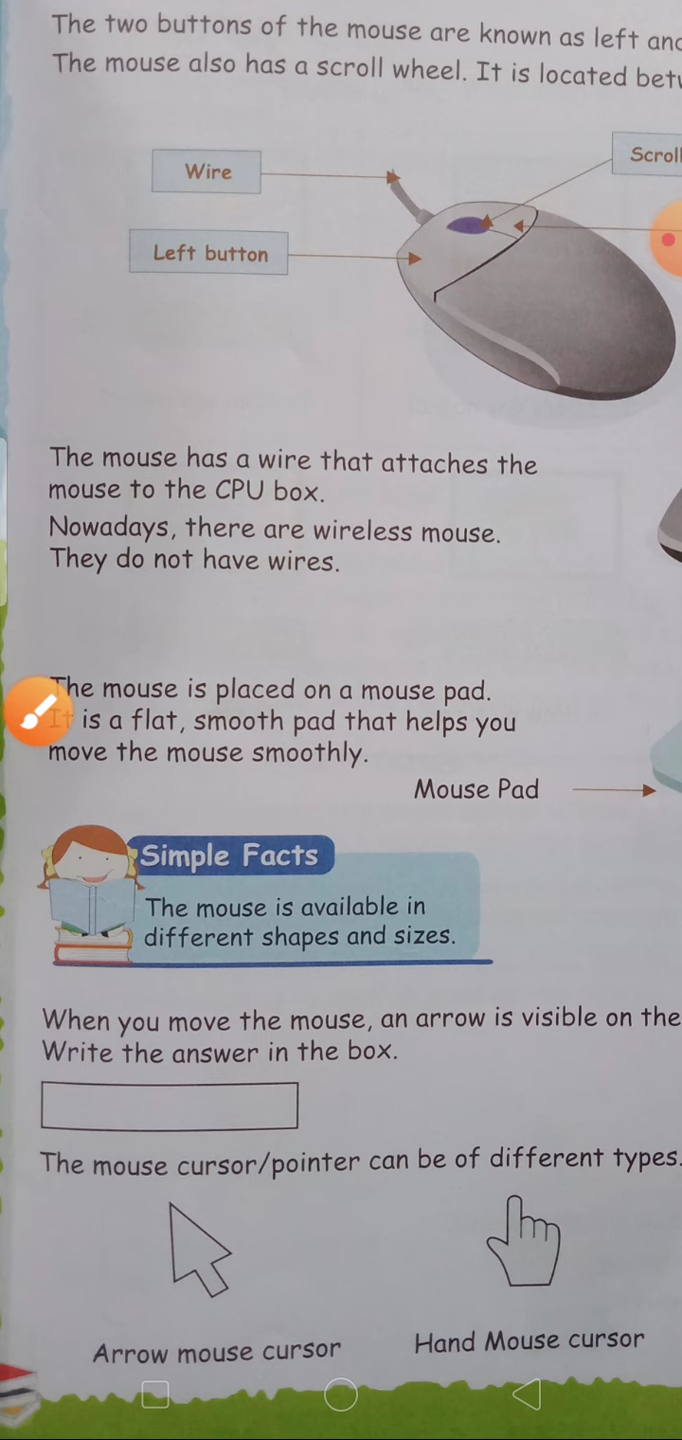 The two buttons of the mouse are known as left and
The mouse also has a scroll wheel. It is located
Wire
Scroll
Left button
The mouse has a wire that attaches the
mouse to the CPU box.
Nowadays, there are wireless mouse.
They do not have wires.
The mouse is placed on a mouse pad.
It is a flat, smooth pad that helps you
move the mouse smoothly.
Mouse Pad
Simple Facts
The mouse is available in
different shapes and sizes.
When you move the mouse, an arrow is visible on the
Write the answer in the box.
The mouse cursor/pointer can be of different types.
Arrow mouse cursor
Hand Mouse cursor